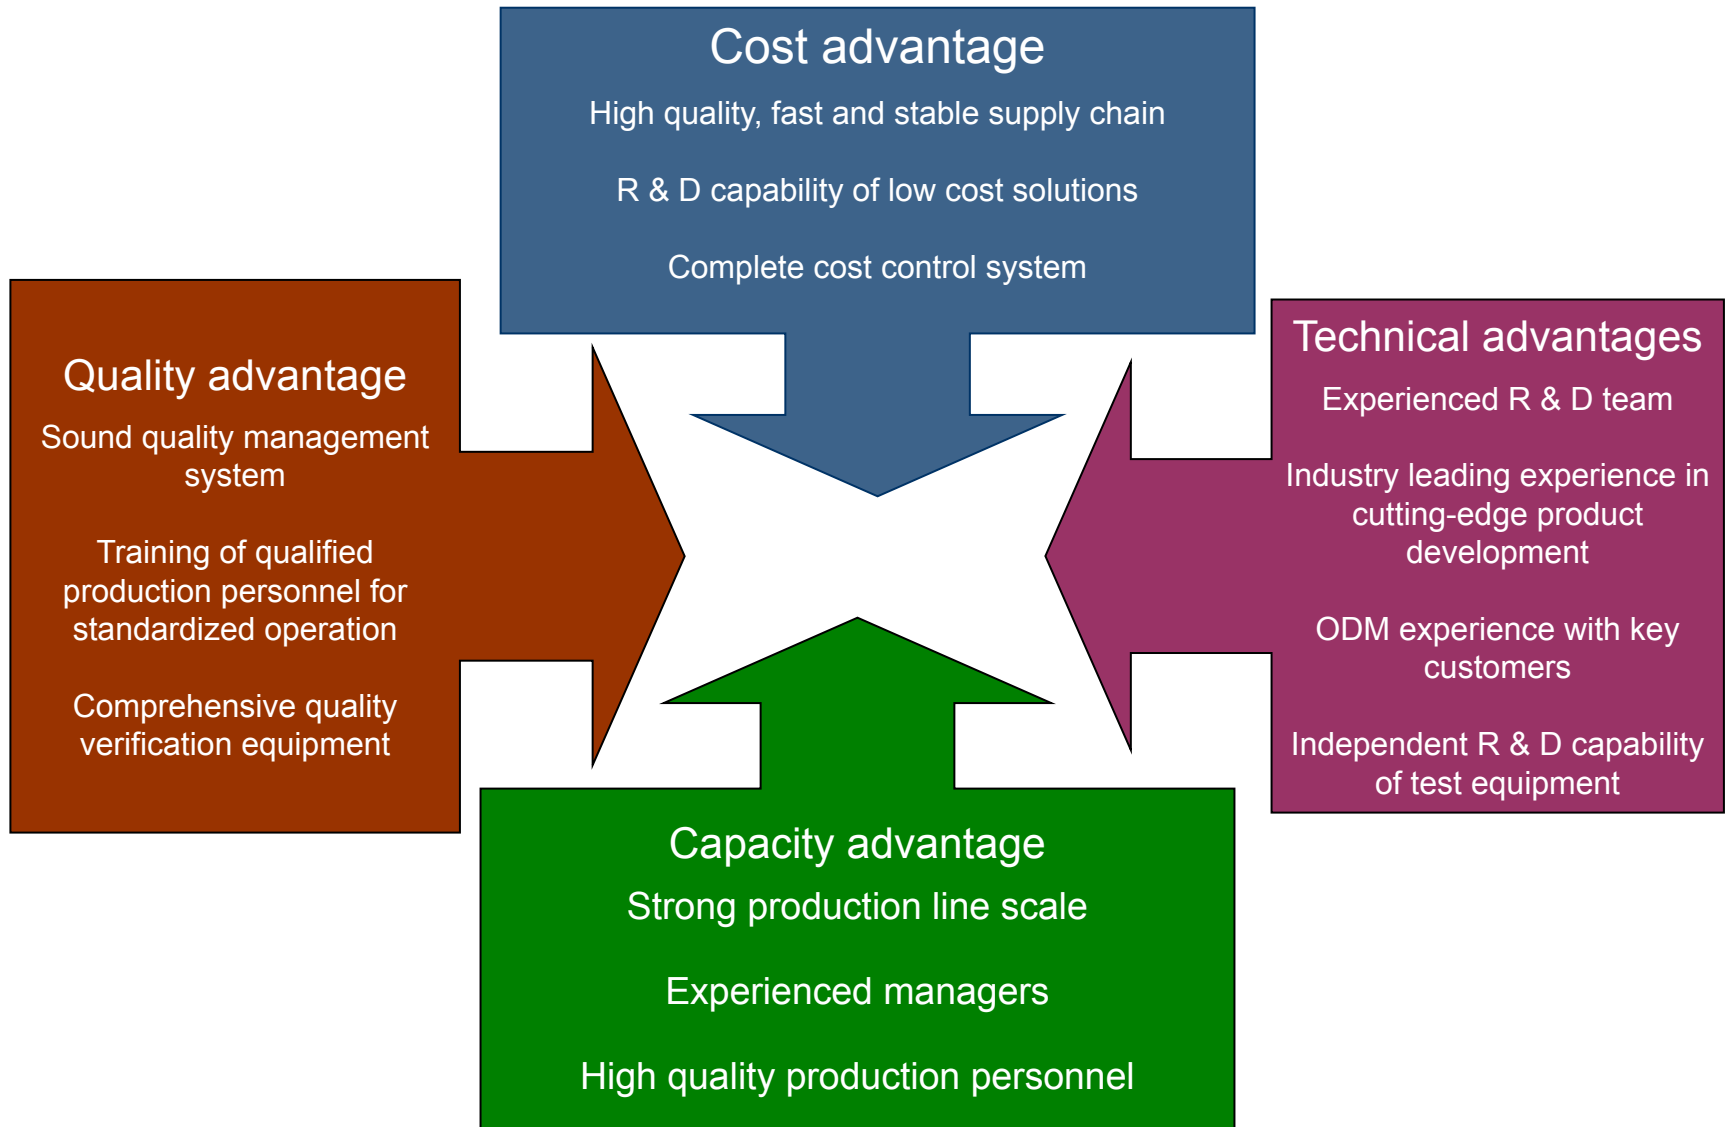 Cost advantage
High quality, fast and stable supply chain
R & D capability of low cost solutions
Complete cost control system
Quality advantage
Sound quality management
system
Training of qualified
production personnel for
standardized operation
Comprehensive quality
verification equipment
Technical advantages
Experienced R & D team
Industry leading experience in
cutting-edge product
development
ODM experience with key
customers
Independent R & D capability
of test equipment
Capacity advantage
Strong production line scale
Experienced managers
High quality production personnel